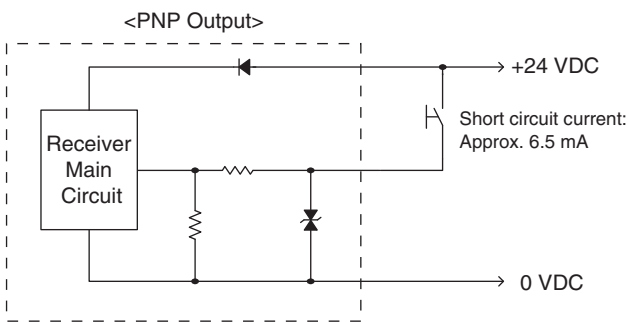 <PNP Output>
+24 VDC
Short circuit current:
Approx. 6.5 mA
Receiver
Main
Circuit
0 VDC